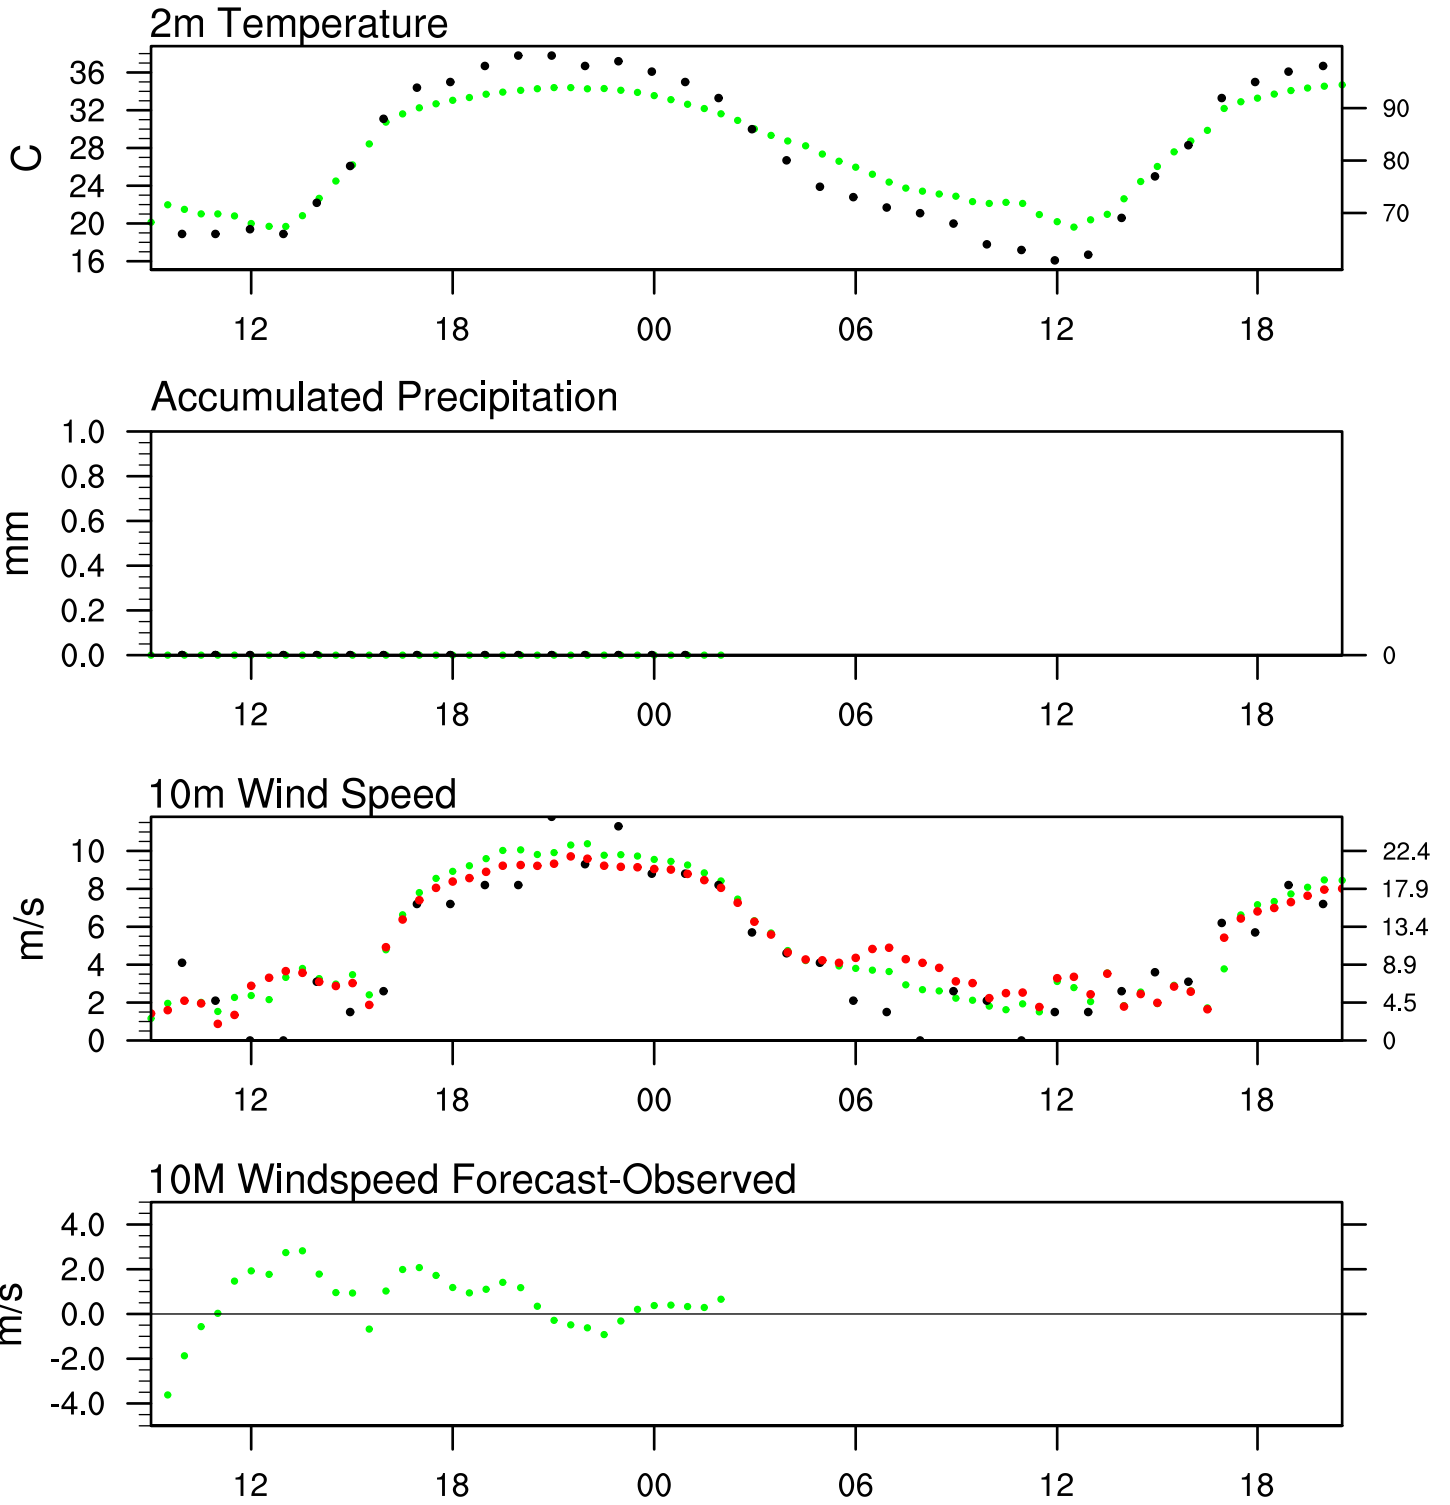 2m Temperature
36
32
28
24
20
16
C
90
80
70
12 18 00 06 12 18
Accumulated Precipitation
1.0
0.8
0.6
0.4
0.2
0.0
mm
0
12 18 00 06 12 18
10m Wind Speed
10
8
6
4
2
0
m/s
22.4
17.9
13.4
8.9
4.5
0
12 18 00 06 12 18
10M Windspeed Forecast-Observed
4.0
2.0
0.0
-2.0
-4.0
m/s
12 18 00 06 12 18